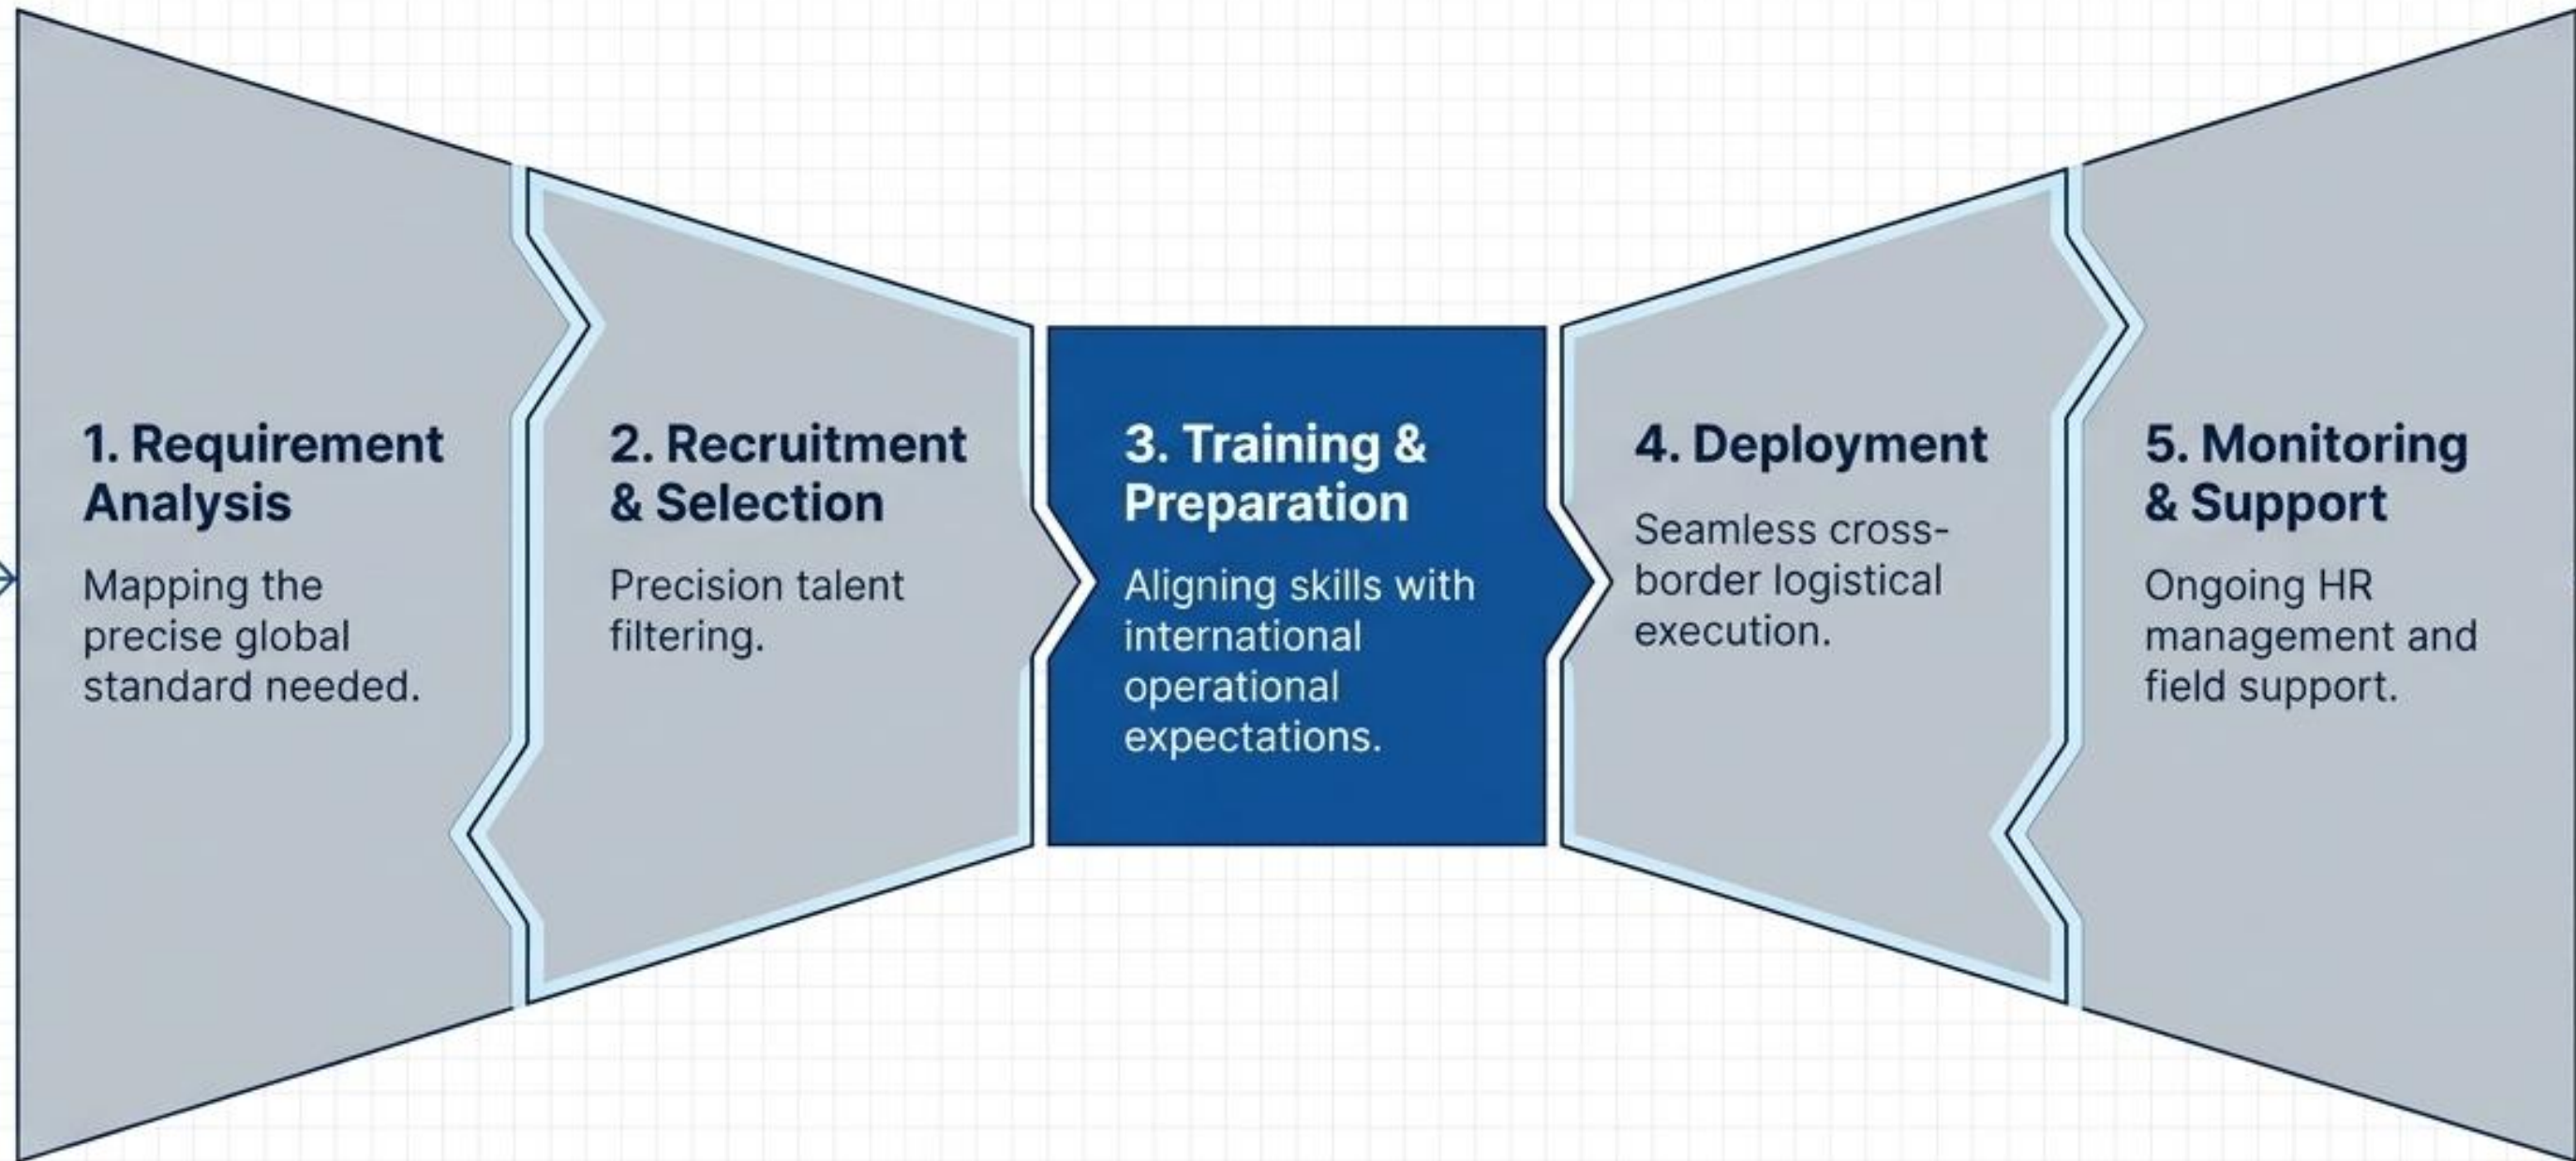 1. Requirement
Analysis
Mapping the
precise global
standard needed.
2. Recruitment
& Selection
Precision talent
filtering.
3. Training &
Preparation
Aligning skills with
international
operational
expectations.
4. Deployment
Seamless cross-
border logistical
execution.
5. Monitoring
& Support
Ongoing HR
management and
field support.